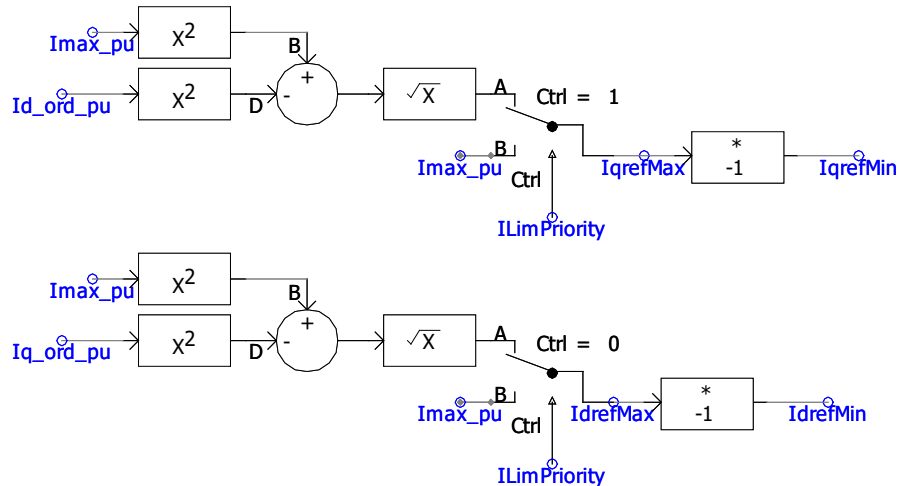 Imax_pu
X2
B
+
Id_ord_pu
X2
D
-
√X
A
Ctrl = 1
B
Imax_pu
Ctrl
ILimPriority
IqrefMax
*
-1
IqrefMin
Imax_pu
X2
B
+
Iq_ord_pu
X2
D
-
√X
A
Ctrl = 0
B
Imax_pu
Ctrl
ILimPriority
IdrefMax
*
-1
IdrefMin